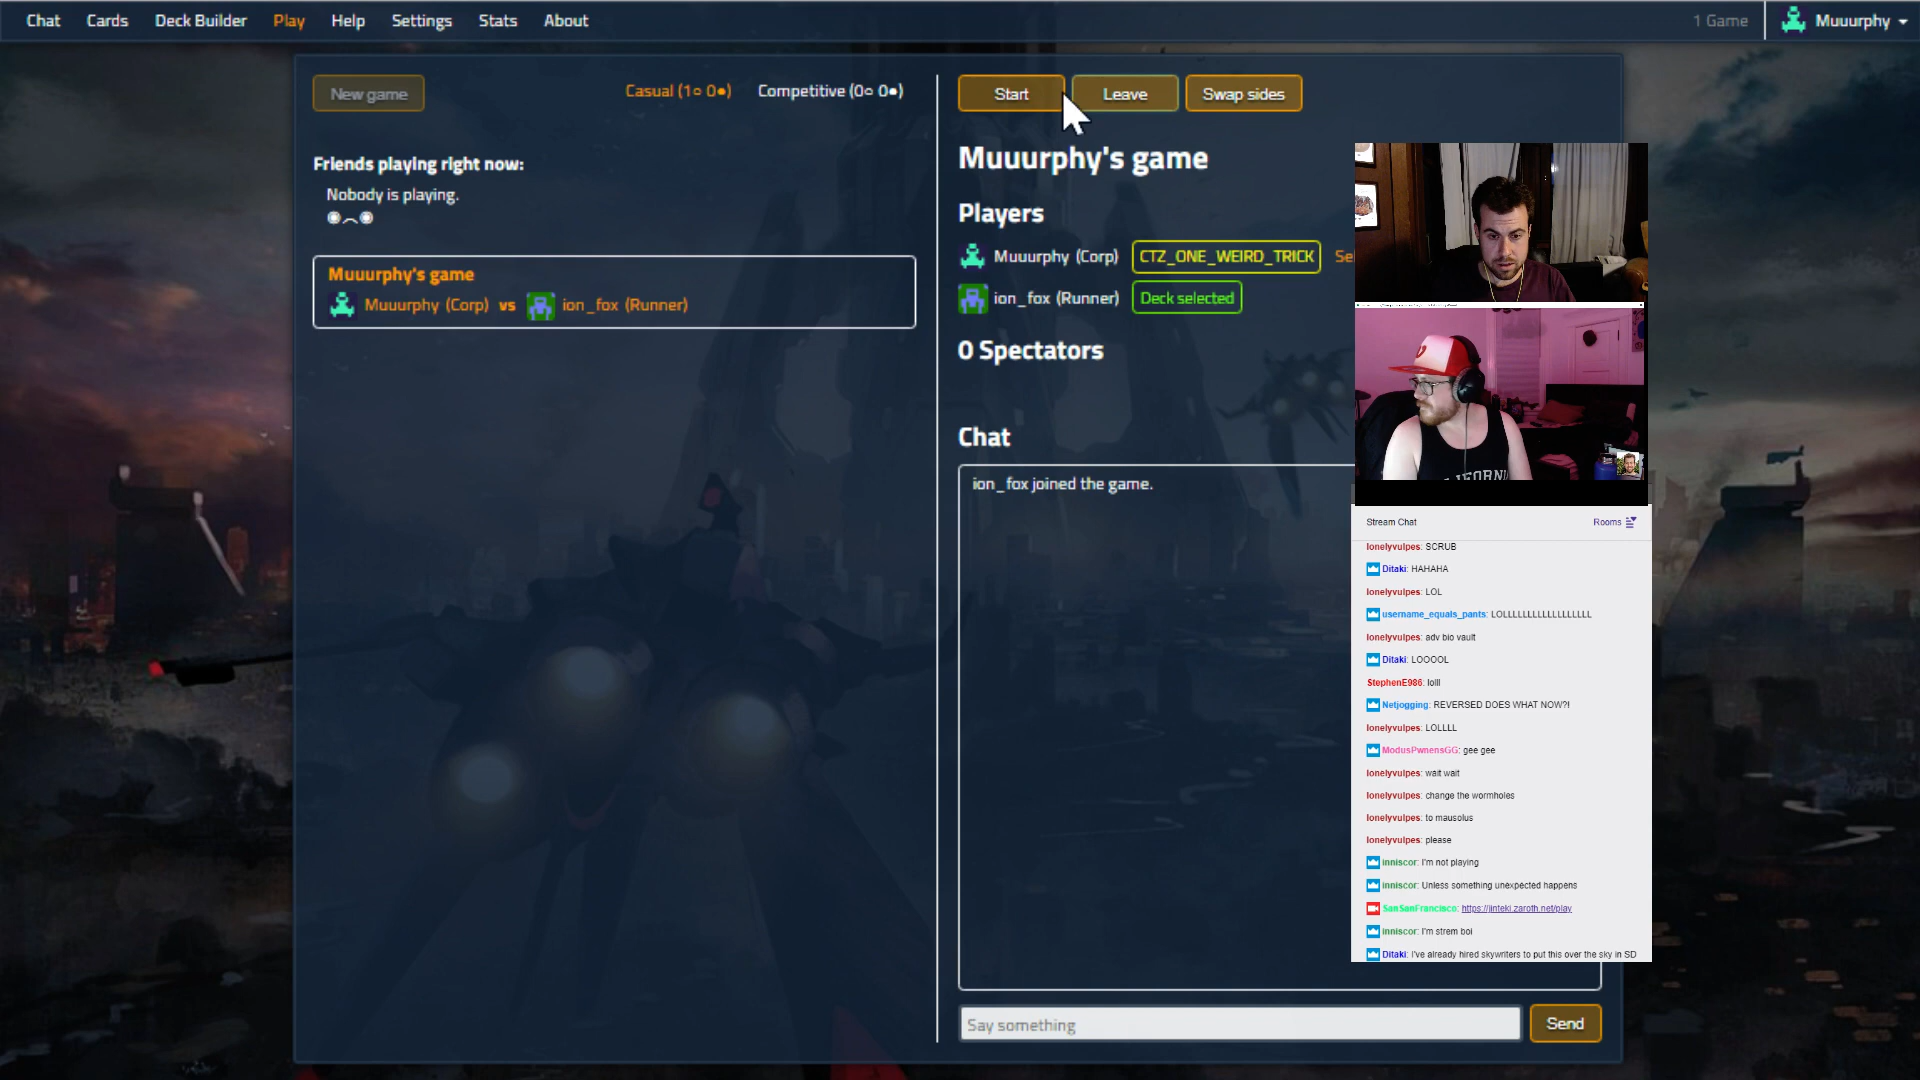 Chat Cards Deck Builder Play Help Settings Stats About 1 Game Muuurphy
New game Casual (1○ 0●) Competitive (0○ 0●)
Friends playing right now:
Nobody is playing.
Muuurphy's game
Muuurphy (Corp) vs ion_fox (Runner)
Start Leave Swap sides
Muuurphy's game
Players
Muuurphy (Corp) CTZ_ONE_WEIRD_TRICK Se
ion_fox (Runner) Deck selected
0 Spectators
Chat
ion_fox joined the game.
Say something Send
Stream Chat Rooms
lonelyvulpes: SCRUB
Ditaki: HAHAHA
lonelyvulpes: LOL
username_equals_pants: LOLLLLLLLLLLLLLLLLLL
lonelyvulpes: adv bio vault
Ditaki: LOOOOL
StephenE986: lolll
Netjogging: REVERSED DOES WHAT NOW?!
lonelyvulpes: LOLLLL
ModusPwnensGG: gee gee
lonelyvulpes: wait wait
lonelyvulpes: change the wormholes
lonelyvulpes: to mausolus
lonelyvulpes: please
inniscor: I'm not playing
inniscor: Unless something unexpected happens
SanSanFrancisco: https://jinteki.zaroth.net/play
inniscor: I'm strem boi
Ditaki: I've already hired skywriters to put this over the sky in SD